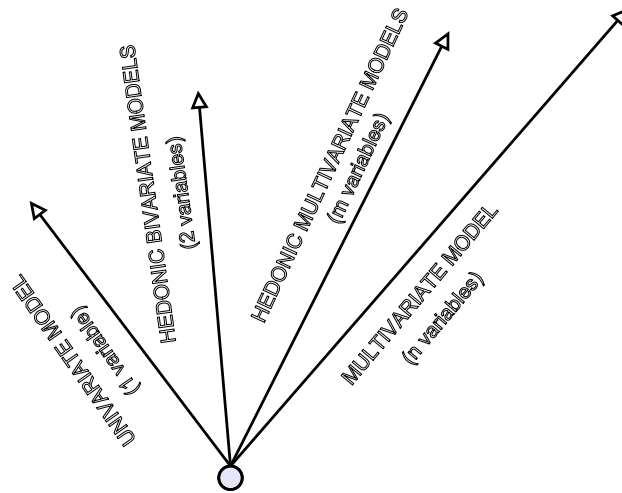 UNIVARIATE MODEL
(1 variable)
HEDONIC BIVARIATE MODELS
(2 variables)
HEDONIC MULTIVARIATE MODELS
(m variables)
MULTIVARIATE MODEL
(n variables)